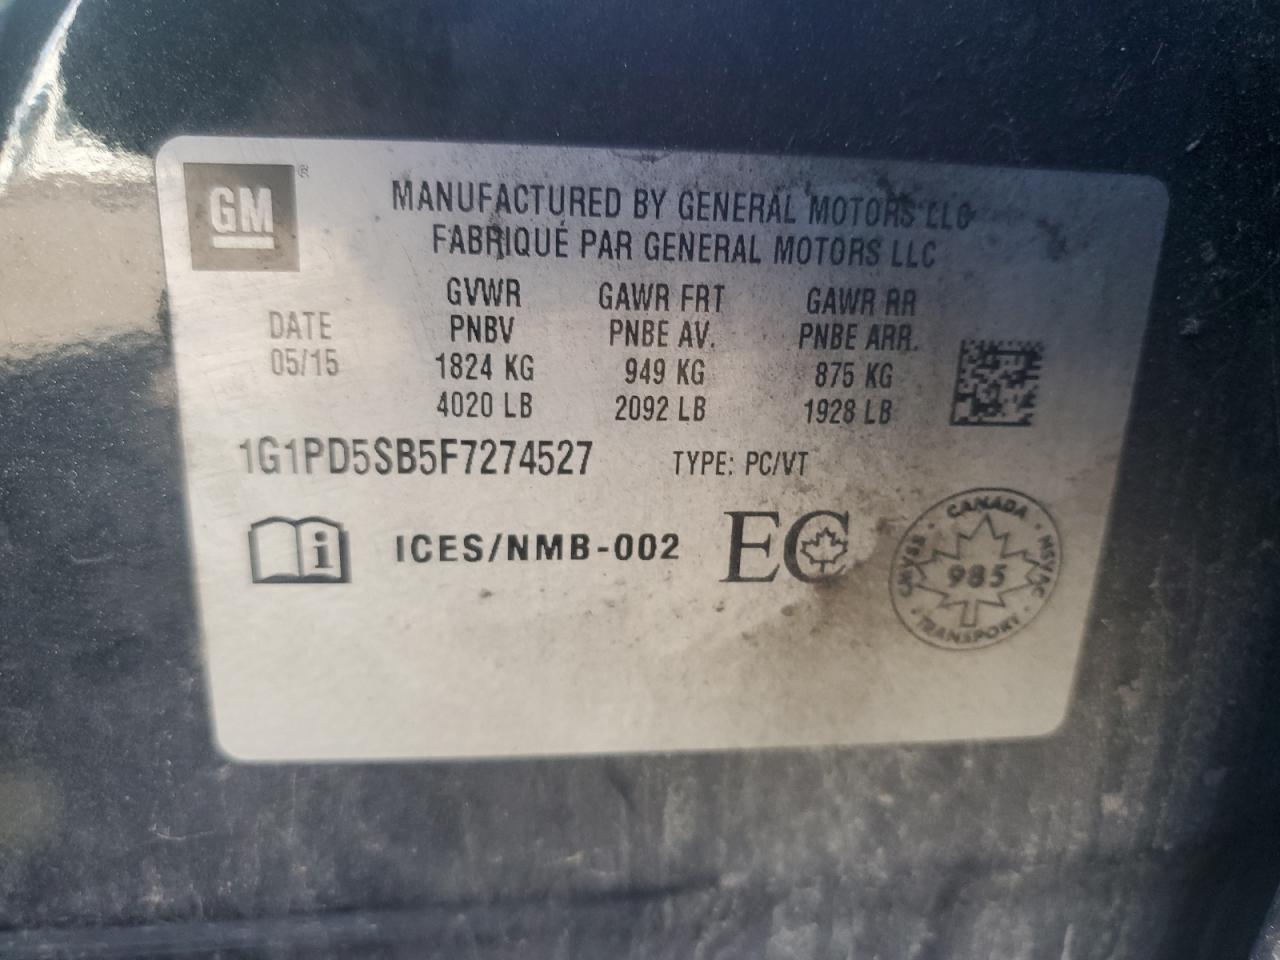 GM ®
MANUFACTURED BY GENERAL MOTORS LLC
FABRIQUÉ PAR GENERAL MOTORS LLC
DATE
05/15
GVWR
PNBV
1824 KG
4020 LB
GAWR FRT
PNBE AV.
949 KG
2092 LB
GAWR RR
PNBE ARR.
875 KG
1928 LB
1G1PD5SB5F7274527 TYPE: PC/VT
i ICES/NMB-002 EC
CANADA
CMVSS · NSVAC
985
TRANSPORT